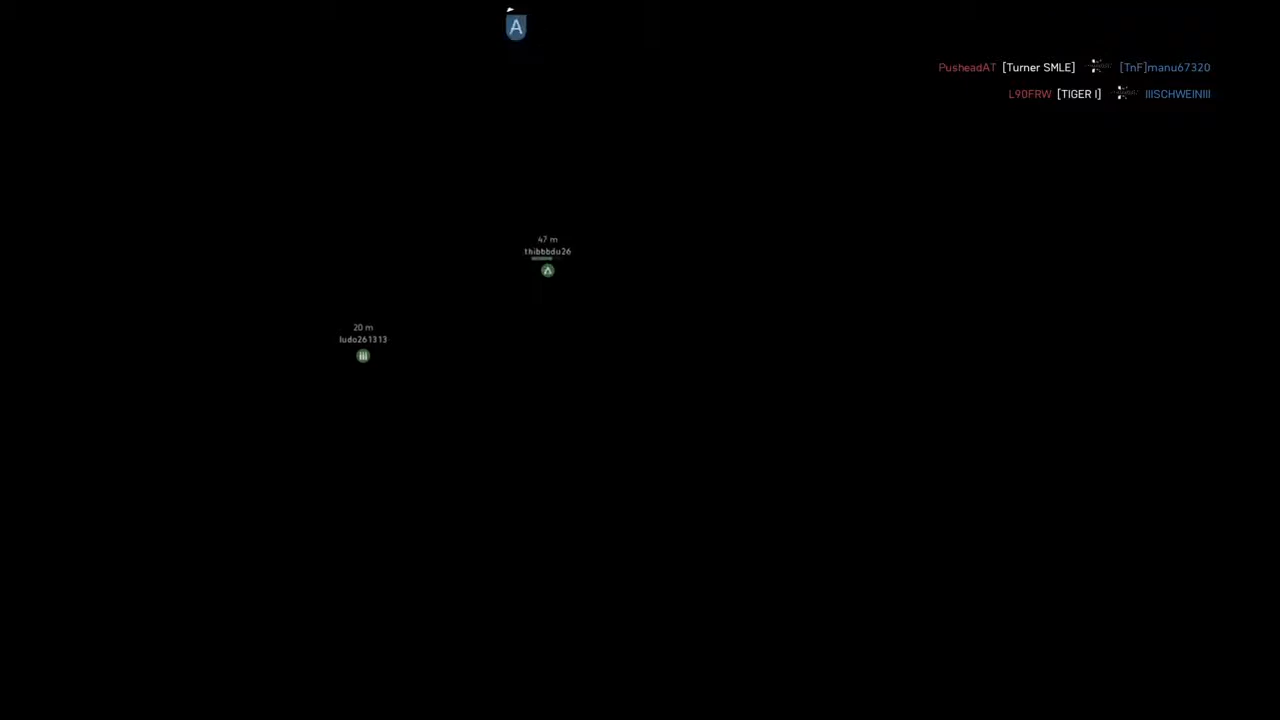 A
PusheadAT [Turner SMLE] [TnF]manu67320
L90FRW [TIGER I] IIISCHWEINIII
47 m
thibbbdu26
20 m
ludo261313